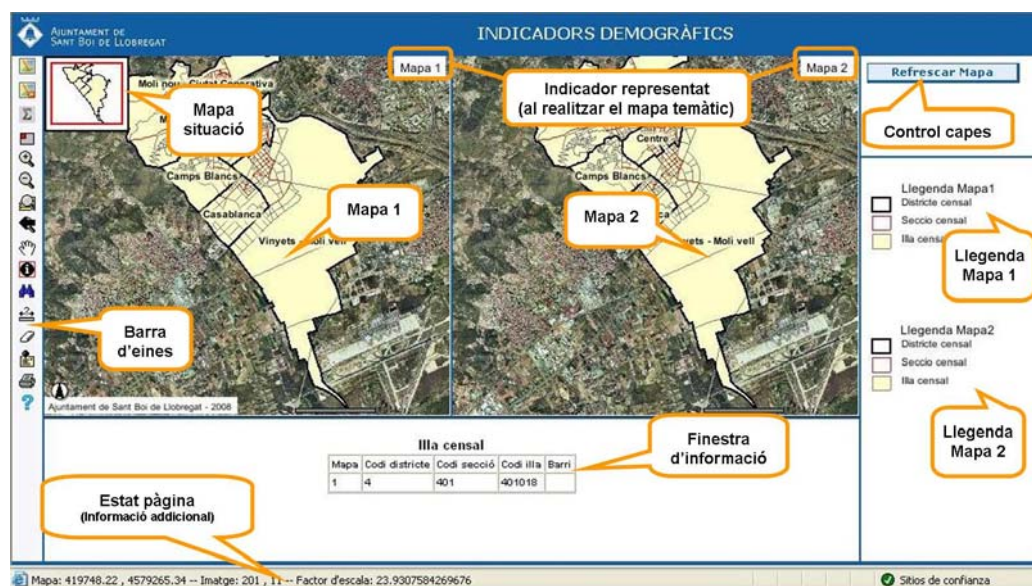 AJUNTAMENT DE
SANT BOI DE LLOBREGAT
INDICADORS DEMOGRÀFICS
Mapa 1
Mapa 2
Refrescar Mapa
Indicador representat
(al realitzar el mapa temàtic)
Mapa
situació
Control capes
Moli nou - Ciutat Cooperativa
Centre
Camps Blancs
Camps Blancs
Casablanca
Vinyets - Moli vell
Mapa 1
Mapa 2
Llegenda Mapa1
Districte censal
Seccio censal
Illa censal
Llegenda
Mapa 1
Barra
d'eines
Llegenda Mapa2
Districte censal
Seccio censal
Illa censal
Llegenda
Mapa 2
Ajuntament de Sant Boi de Llobregat - 2008
Illa censal
Mapa Codi districte Codi secció Codi illa Barri
1 4 401 401018
Finestra
d'informació
Estat pàgina
(Informació addicional)
Mapa: 419748.22 , 4579265.34 -- Imatge: 201 , 11 -- Factor d'escala: 23.9307584269676
Sitios de confianza